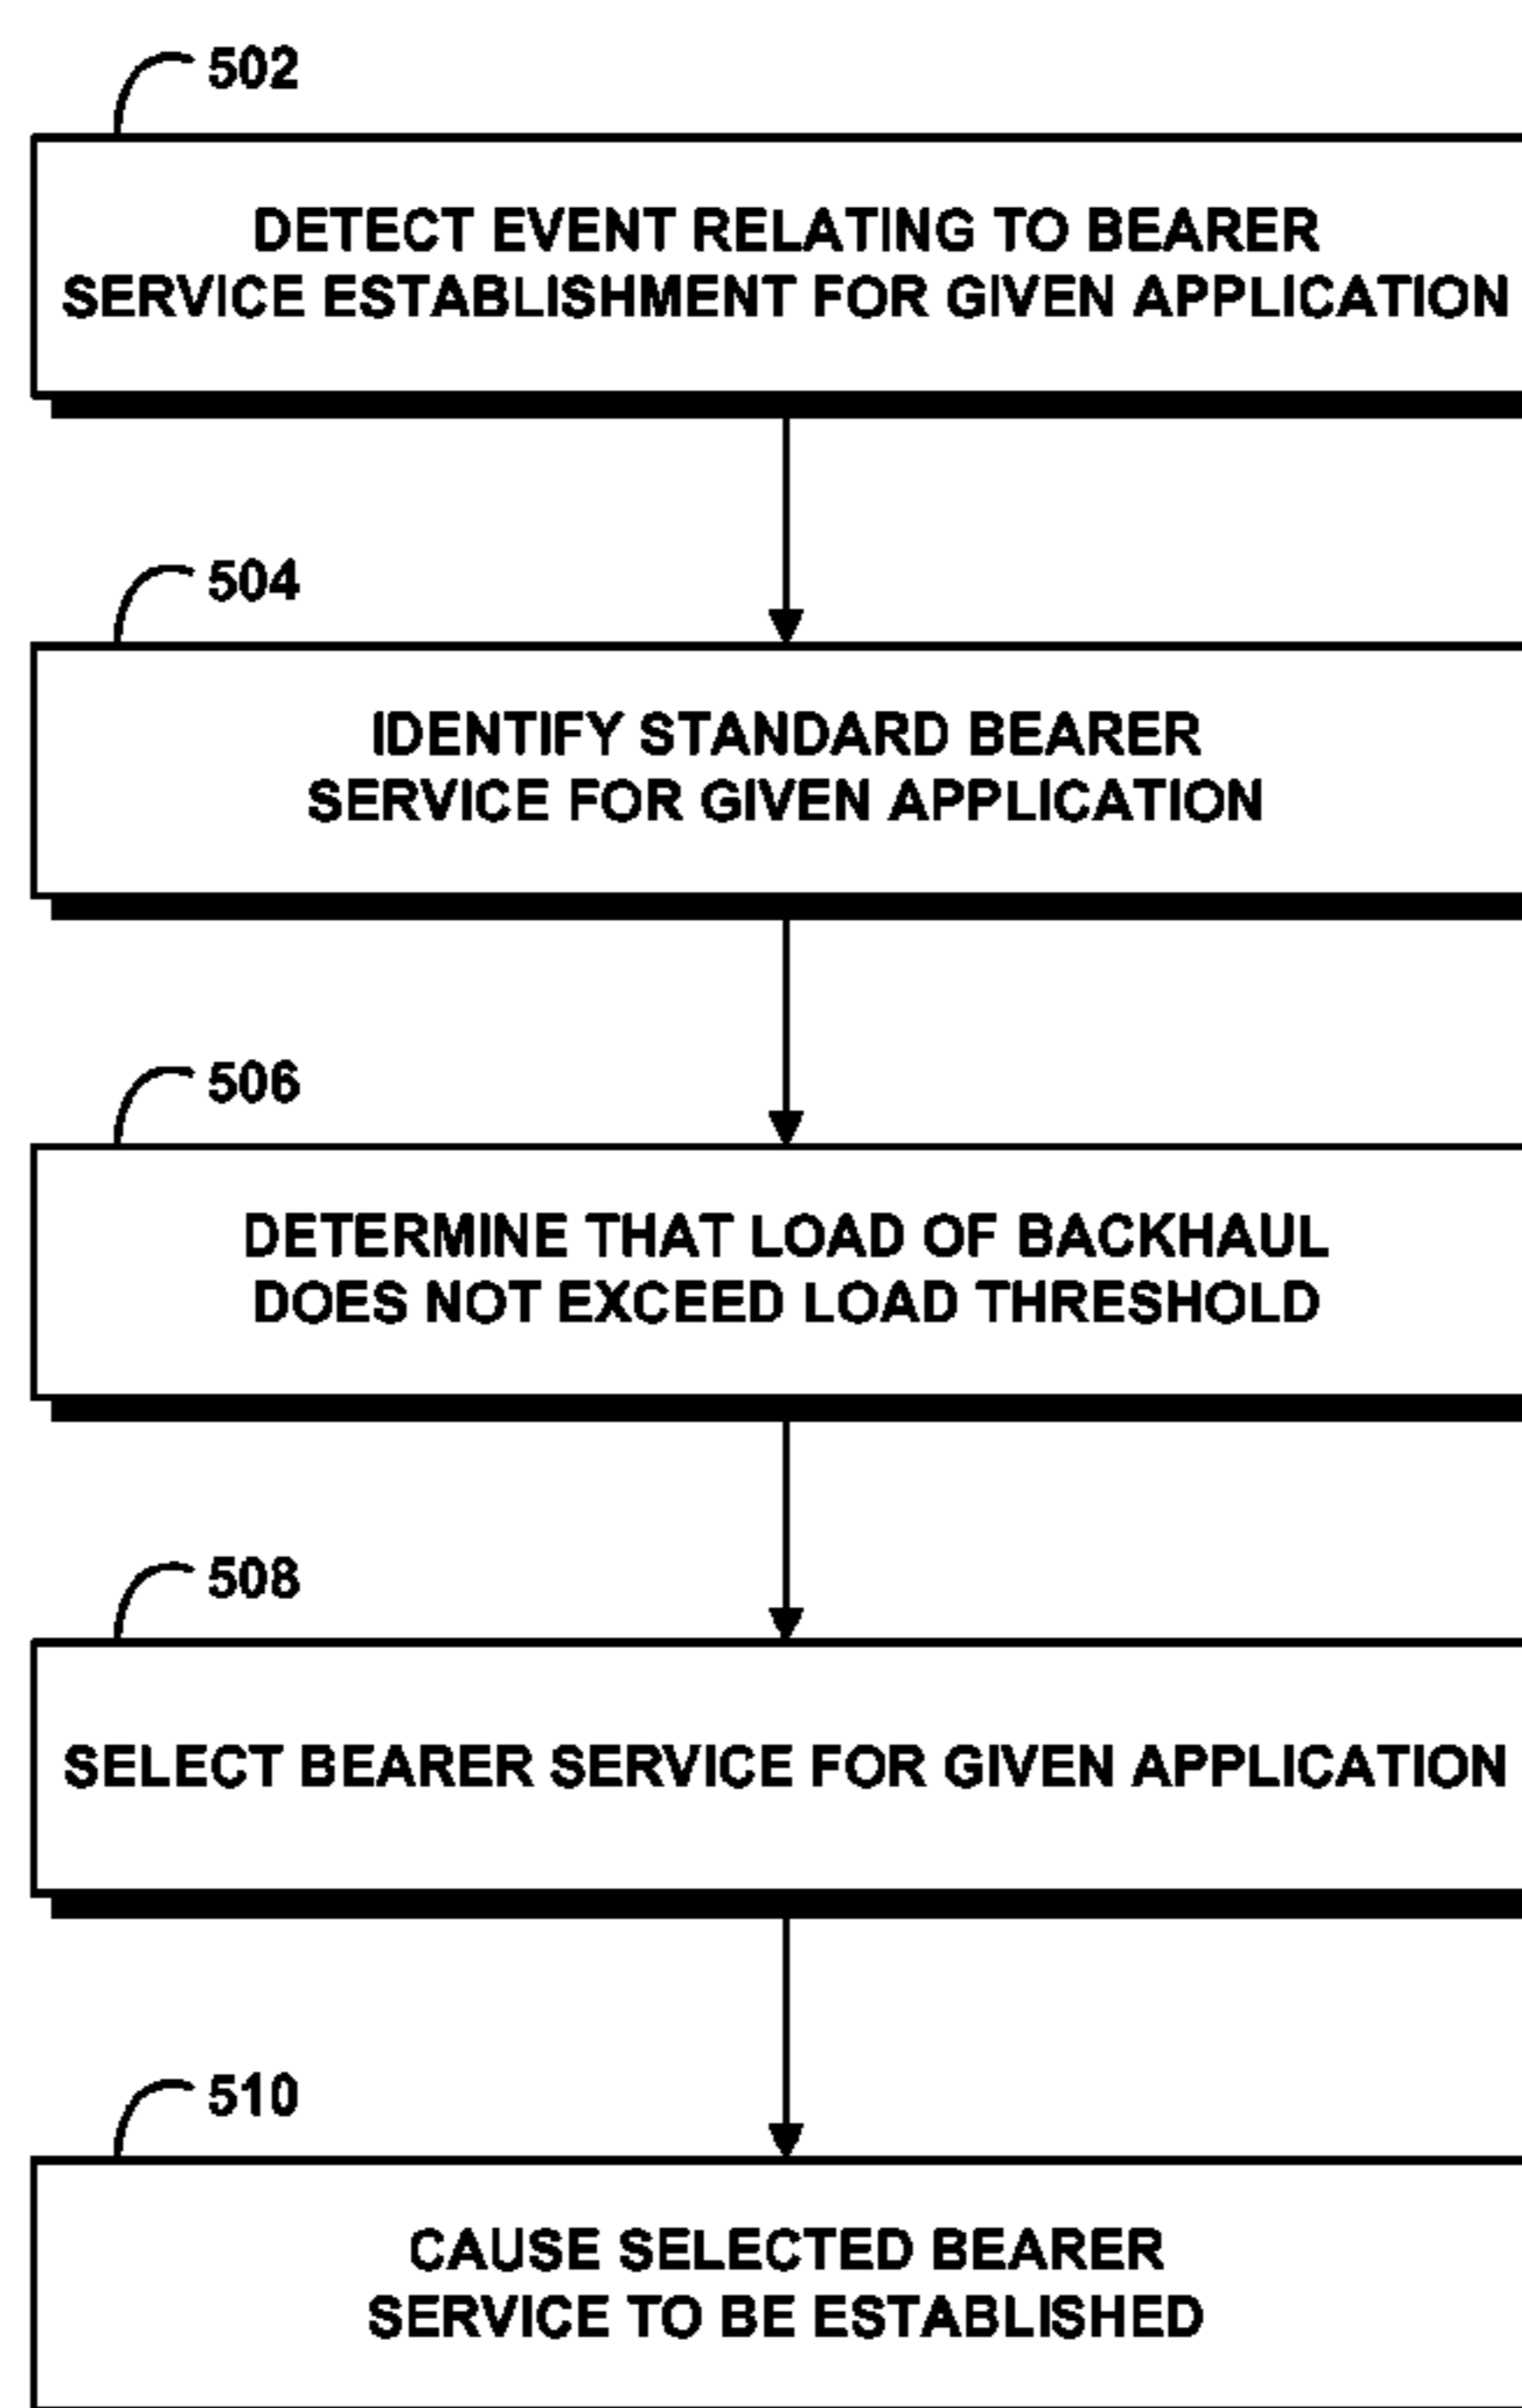 502
DETECT EVENT RELATING TO BEARER
SERVICE ESTABLISHMENT FOR GIVEN APPLICATION
504
IDENTIFY STANDARD BEARER
SERVICE FOR GIVEN APPLICATION
506
DETERMINE THAT LOAD OF BACKHAUL
DOES NOT EXCEED LOAD THRESHOLD
508
SELECT BEARER SERVICE FOR GIVEN APPLICATION
510
CAUSE SELECTED BEARER
SERVICE TO BE ESTABLISHED